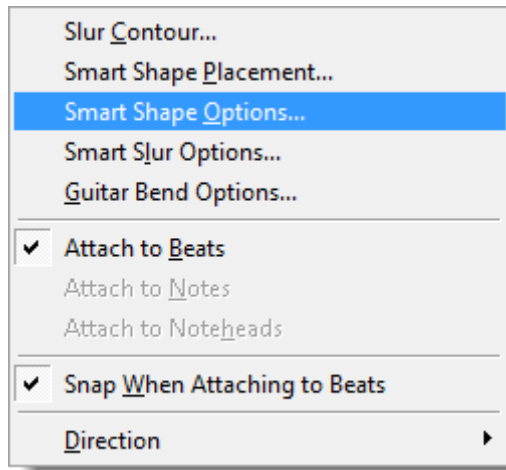 Slur Contour...
Smart Shape Placement...
Smart Shape Options...
Smart Slur Options...
Guitar Bend Options...
Attach to Beats
Attach to Notes
Attach to Noteheads
Snap When Attaching to Beats
Direction